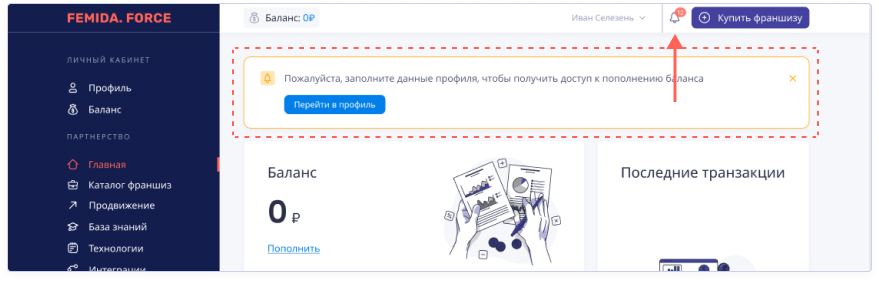 FEMIDA. FORCE
Баланс: 0₽
Иван Селезень
12
Купить франшизу
ЛИЧНЫЙ КАБИНЕТ
Профиль
Баланс
ПАРТНЕРСТВО
Главная
Каталог франшиз
Продвижение
База знаний
Технологии
Интеграции
Пожалуйста, заполните данные профиля, чтобы получить доступ к пополнению баланса
Перейти в профиль
Баланс
0 ₽
Пополнить
Последние транзакции